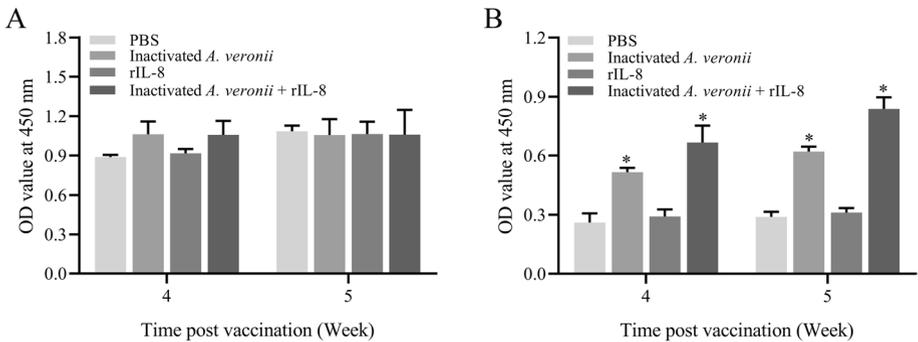 A
OD value at 450 nm
1.8
1.5
1.2
0.9
0.6
0.3
0.0
PBS
Inactivated A. veronii
rIL-8
Inactivated A. veronii + rIL-8
4
5
Time post vaccination (Week)
B
OD value at 450 nm
1.2
0.9
0.6
0.3
0.0
PBS
Inactivated A. veronii
rIL-8
Inactivated A. veronii + rIL-8
*
*
*
*
4
5
Time post vaccination (Week)